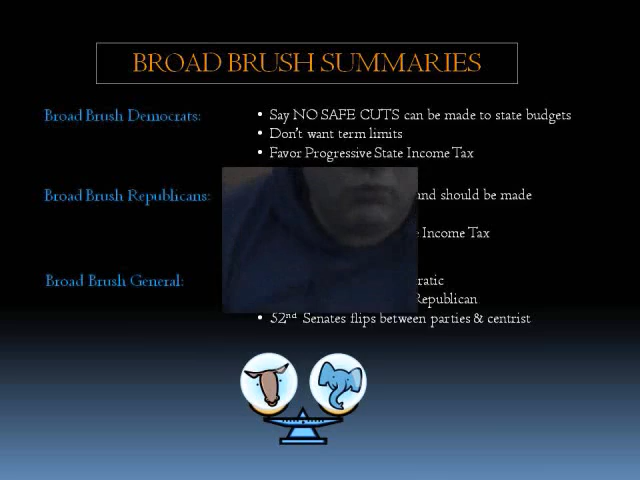 BROAD BRUSH SUMMARIES
Broad Brush Democrats:
• Say NO SAFE CUTS can be made to state budgets
• Don't want term limits
• Favor Progressive State Income Tax
Broad Brush Republicans:
and should be made
Income Tax
Broad Brush General:
Republican
• 52nd Senates flips between parties & centrist